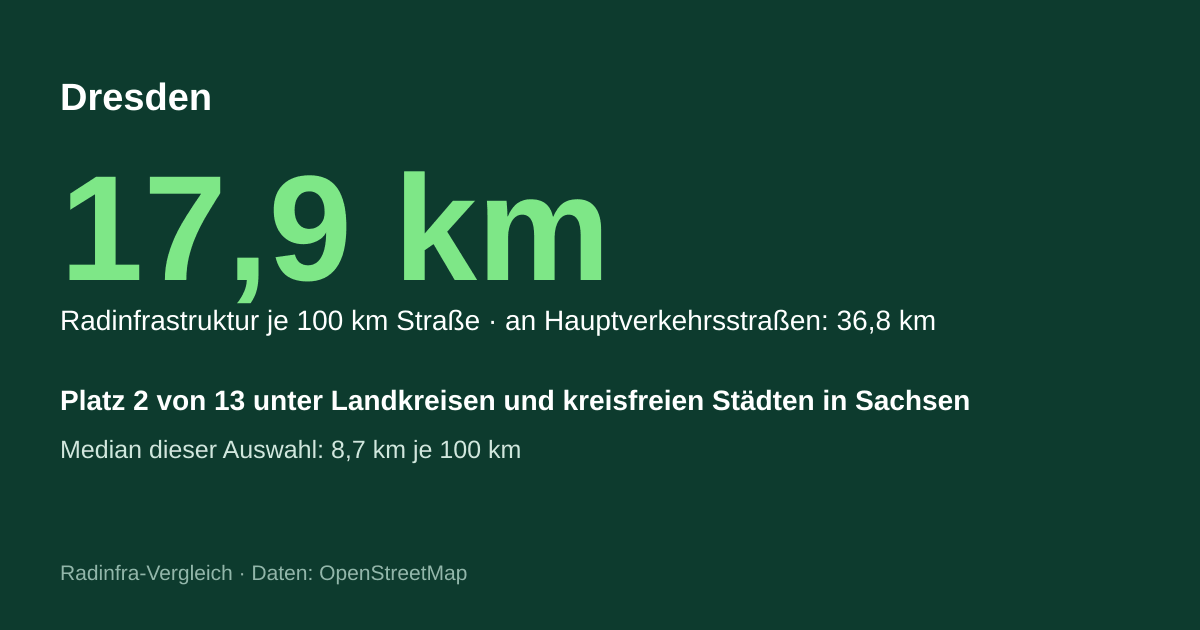 Dresden
17,9 km
Radinfrastruktur je 100 km Straße · an Hauptverkehrsstraßen: 36,8 km
Platz 2 von 13 unter Landkreisen und kreisfreien Städten in Sachsen
Median dieser Auswahl: 8,7 km je 100 km
Radinfra-Vergleich · Daten: OpenStreetMap